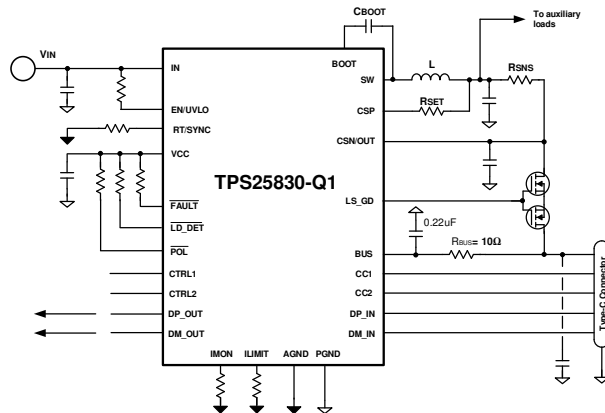 CBOOT
To auxiliary
loads
VIN
BOOT
L
RSNS
IN
SW
RSET
CSP
EN/UVLO
RT/SYNC
CSN/OUT
VCC
TPS25830-Q1
LS_GD
FAULT
0.22uF
LD_DET
RBUS= 10Ω
POL
BUS
CTRL1
CC1
CTRL2
CC2
DP_OUT
DP_IN
DM_OUT
DM_IN
Type-C Connector
IMON
ILIMIT
AGND
PGND